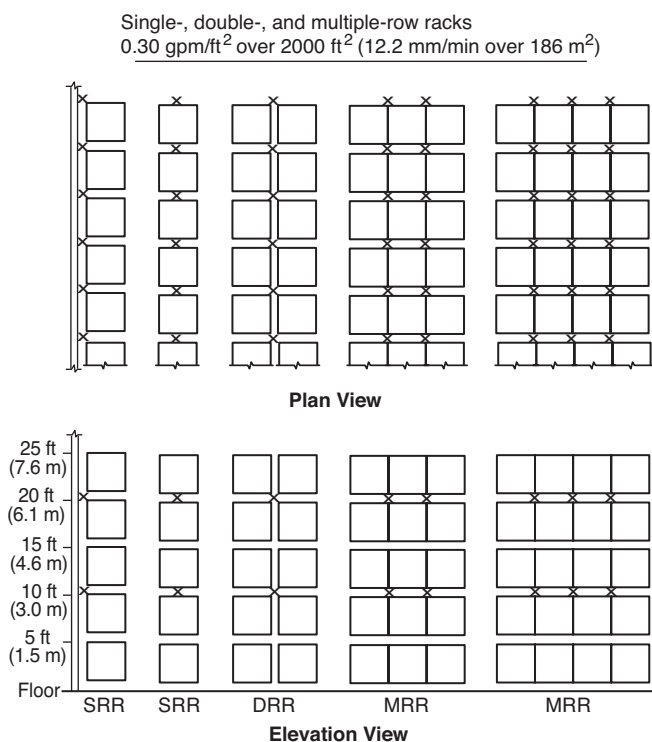 Single-, double-, and multiple-row racks
0.30 gpm/ft² over 2000 ft² (12.2 mm/min over 186 m²)
Plan View
25 ft
(7.6 m)
20 ft
(6.1 m)
15 ft
(4.6 m)
10 ft
(3.0 m)
5 ft
(1.5 m)
Floor
SRR SRR DRR MRR MRR
Elevation View